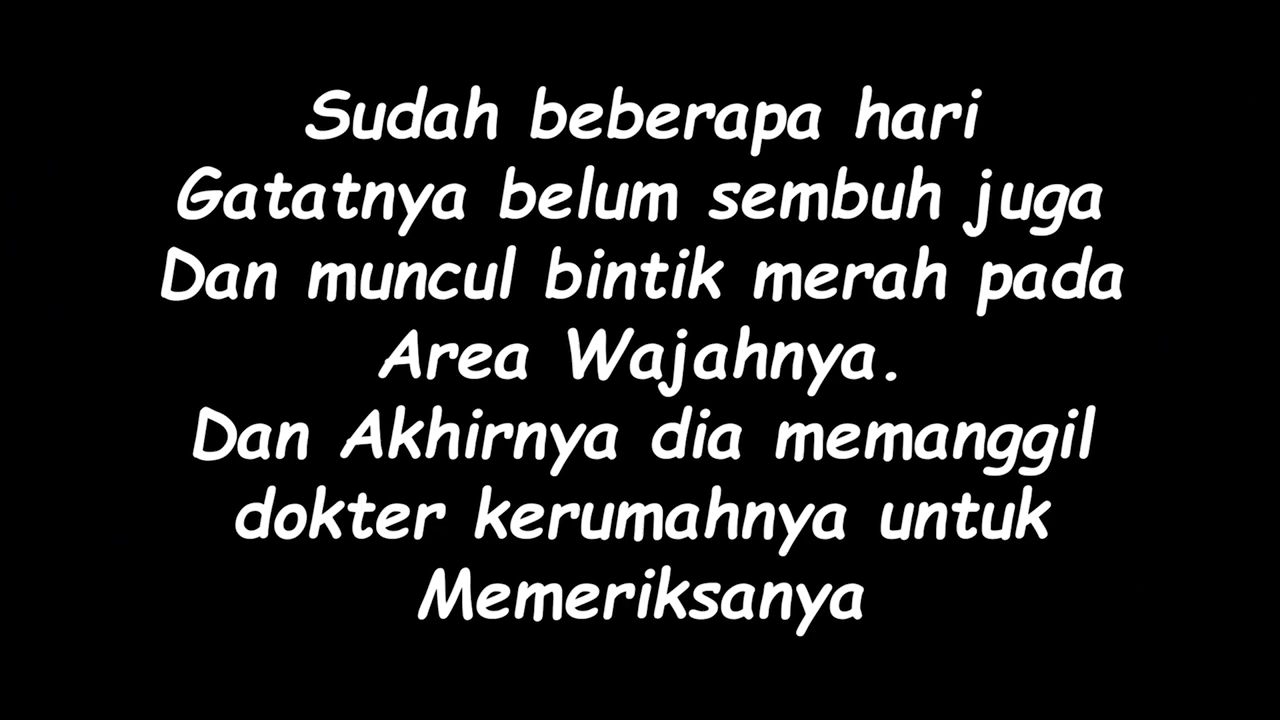 Sudah beberapa hari
Gatatnya belum sembuh juga
Dan muncul bintik merah pada
Area Wajahnya.
Dan Akhirnya dia memanggil
dokter kerumahnya untuk
Memeriksanya